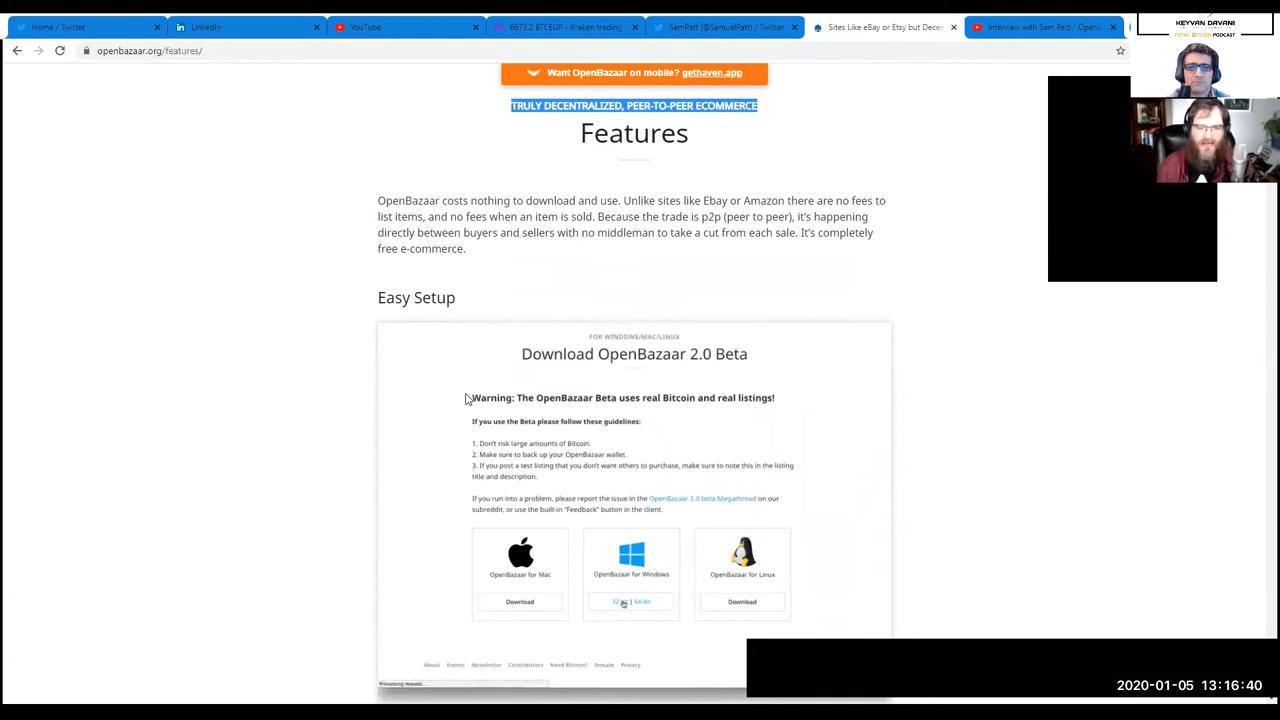 Home / Twitter
LinkedIn
YouTube
6673.2 BTCEUR - Kraken trading
SamPatt (@SamuelPatt) / Twitter
Sites Like eBay or Etsy but Decen
Interview with Sam Patt / OpenB
KEYVAN DAVANI
TOTAL BITCOIN PODCAST
openbazaar.org/features/
Want OpenBazaar on mobile? gethaven.app
TRULY DECENTRALIZED, PEER-TO-PEER ECOMMERCE
Features
OpenBazaar costs nothing to download and use. Unlike sites like Ebay or Amazon there are no fees to
list items, and no fees when an item is sold. Because the trade is p2p (peer to peer), it's happening
directly between buyers and sellers with no middleman to take a cut from each sale. It's completely
free e-commerce.
Easy Setup
FOR WINDOWS/MAC/LINUX
Download OpenBazaar 2.0 Beta
Warning: The OpenBazaar Beta uses real Bitcoin and real listings!
If you use the Beta please follow these guidelines:
1. Don't risk large amounts of Bitcoin.
2. Make sure to back up your OpenBazaar wallet.
3. If you post a test listing that you don't want others to purchase, make sure to note this in the listing
title and description.
If you run into a problem, please report the issue in the OpenBazaar 2.0 beta Megathread on our
subreddit, or use the built-in "Feedback" button in the client.
OpenBazaar for Mac
OpenBazaar for Windows
OpenBazaar for Linux
Download
| 64-bit
Download
About Events Newsletter Contributors Need Bitcoin? Donate Privacy
Processing request...
2020-01-05 13:16:40